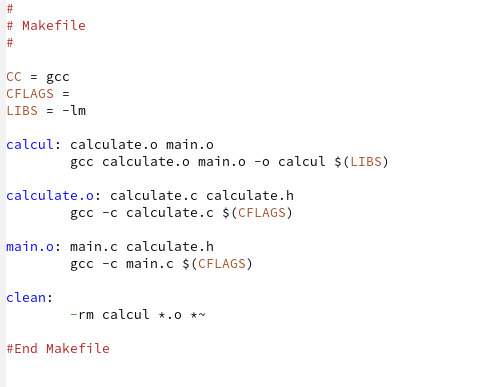 #
# Makefile
#

CC = gcc
CFLAGS =
LIBS = -lm

calcul: calculate.o main.o
        gcc calculate.o main.o -o calcul $(LIBS)

calculate.o: calculate.c calculate.h
        gcc -c calculate.c $(CFLAGS)

main.o: main.c calculate.h
        gcc -c main.c $(CFLAGS)

clean:
        -rm calcul *.o *~

#End Makefile